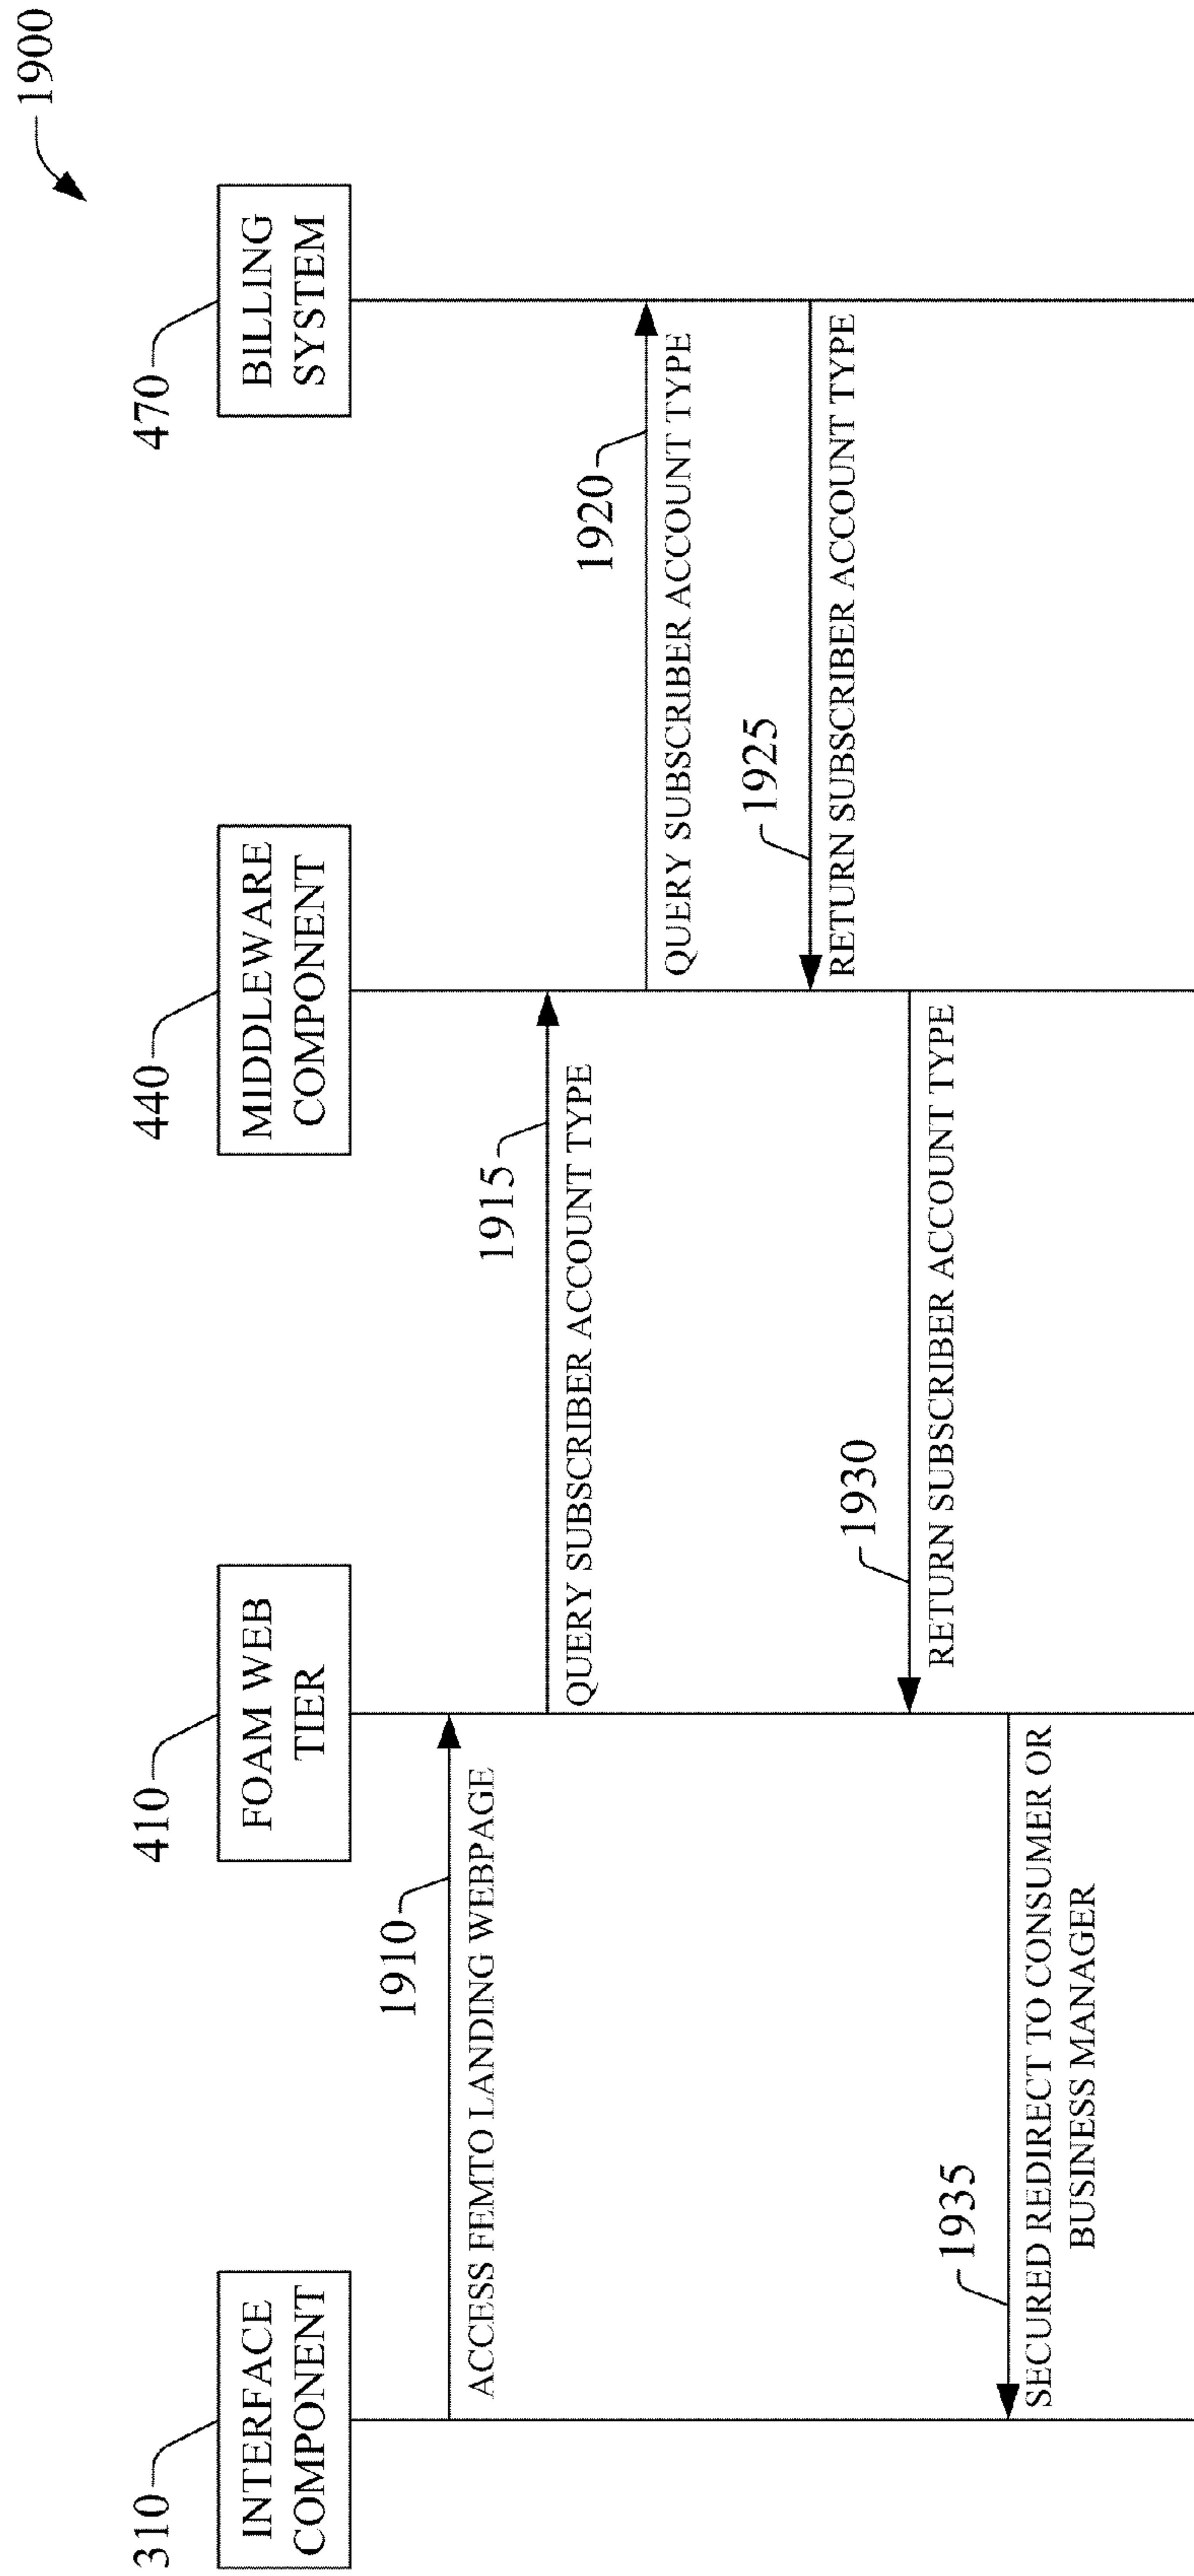 1900
310
INTERFACE
COMPONENT
410
FOAM WEB
TIER
440
MIDDLEWARE
COMPONENT
470
BILLING
SYSTEM
1910
ACCESS FEMTO LANDING WEBPAGE
1915
QUERY SUBSCRIBER ACCOUNT TYPE
1920
QUERY SUBSCRIBER ACCOUNT TYPE
1925
RETURN SUBSCRIBER ACCOUNT TYPE
1930
RETURN SUBSCRIBER ACCOUNT TYPE
1935
SECURED REDIRECT TO CONSUMER OR
BUSINESS MANAGER